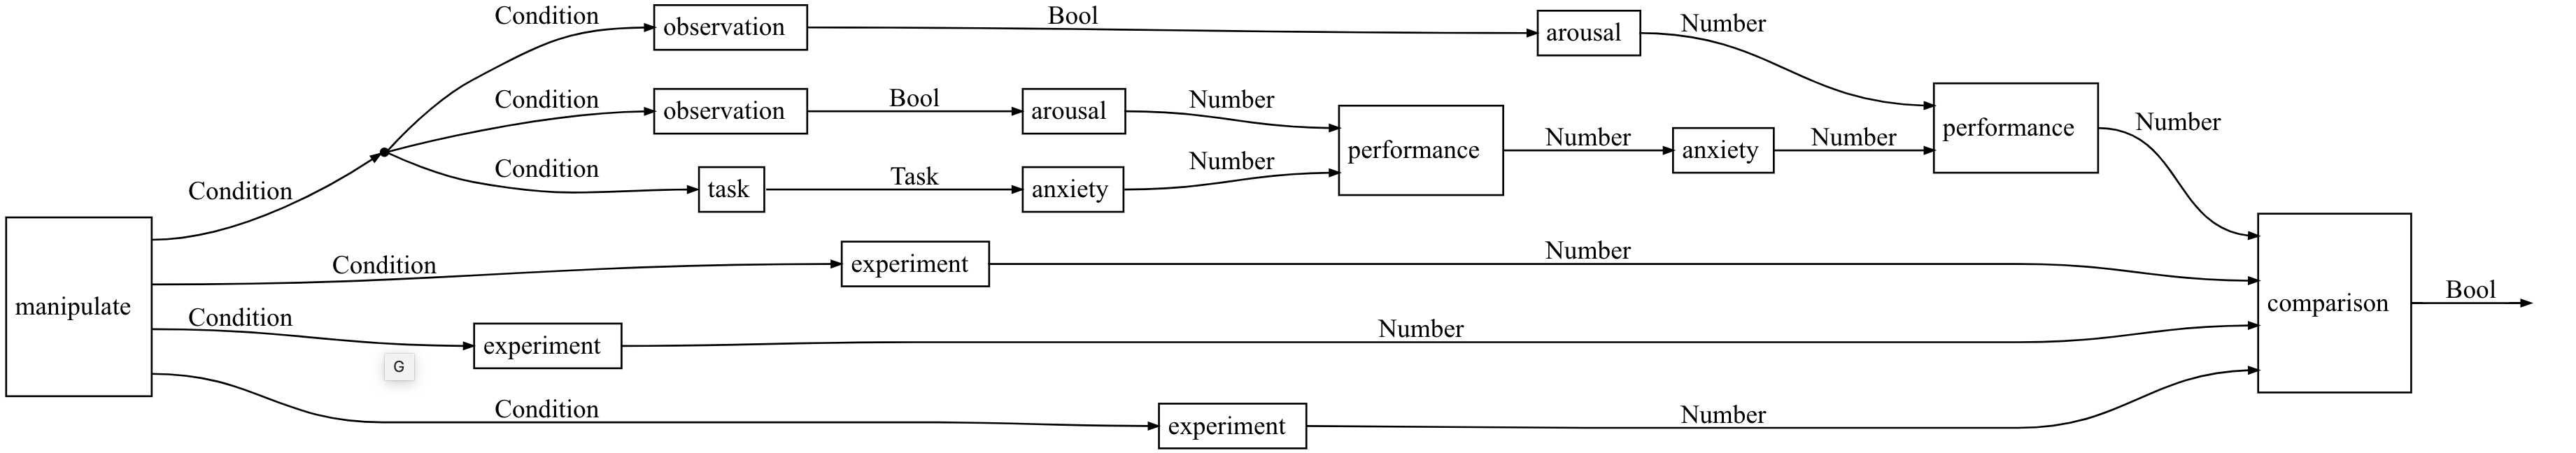 Condition
observation
Bool
arousal
Number
Condition
observation
Bool
arousal
Number
performance
Number
anxiety
Number
performance
Number
Condition
Condition
task
Task
anxiety
Number
manipulate
Condition
experiment
Number
Condition
experiment
Number
G
Condition
experiment
Number
comparison
Bool